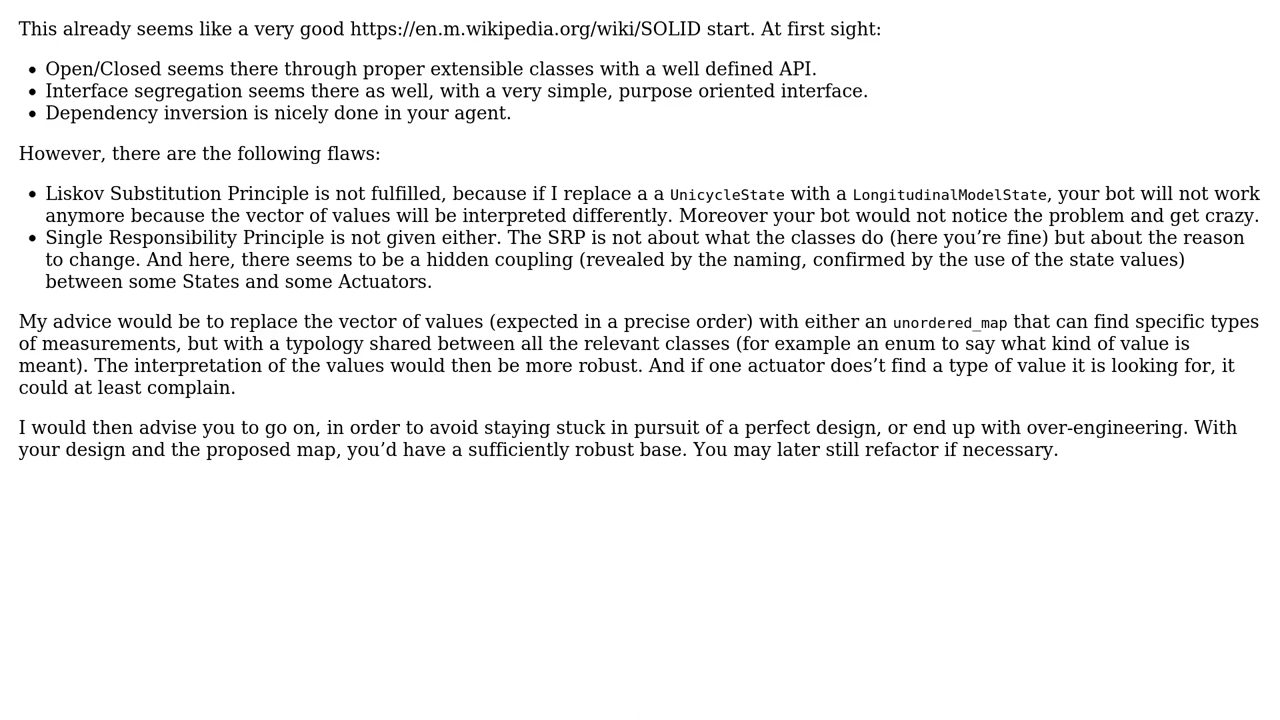 This already seems like a very good https://en.m.wikipedia.org/wiki/SOLID start. At first sight:
• Open/Closed seems there through proper extensible classes with a well defined API.
• Interface segregation seems there as well, with a very simple, purpose oriented interface.
• Dependency inversion is nicely done in your agent.
However, there are the following flaws:
• Liskov Substitution Principle is not fulfilled, because if I replace a a UnicycleState with a LongitudinalModelState, your bot will not work
anymore because the vector of values will be interpreted differently. Moreover your bot would not notice the problem and get crazy.
• Single Responsibility Principle is not given either. The SRP is not about what the classes do (here you’re fine) but about the reason
to change. And here, there seems to be a hidden coupling (revealed by the naming, confirmed by the use of the state values)
between some States and some Actuators.
My advice would be to replace the vector of values (expected in a precise order) with either an unordered_map that can find specific types
of measurements, but with a typology shared between all the relevant classes (for example an enum to say what kind of value is
meant). The interpretation of the values would then be more robust. And if one actuator does’t find a type of value it is looking for, it
could at least complain.
I would then advise you to go on, in order to avoid staying stuck in pursuit of a perfect design, or end up with over-engineering. With
your design and the proposed map, you’d have a sufficiently robust base. You may later still refactor if necessary.